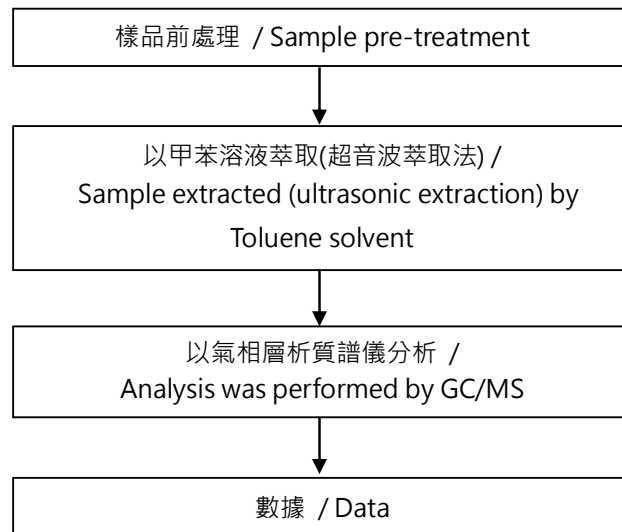 樣品前處理 / Sample pre-treatment
以甲苯溶液萃取(超音波萃取法) /
Sample extracted (ultrasonic extraction) by
Toluene solvent
以氣相層析質譜儀分析 /
Analysis was performed by GC/MS
數據 / Data